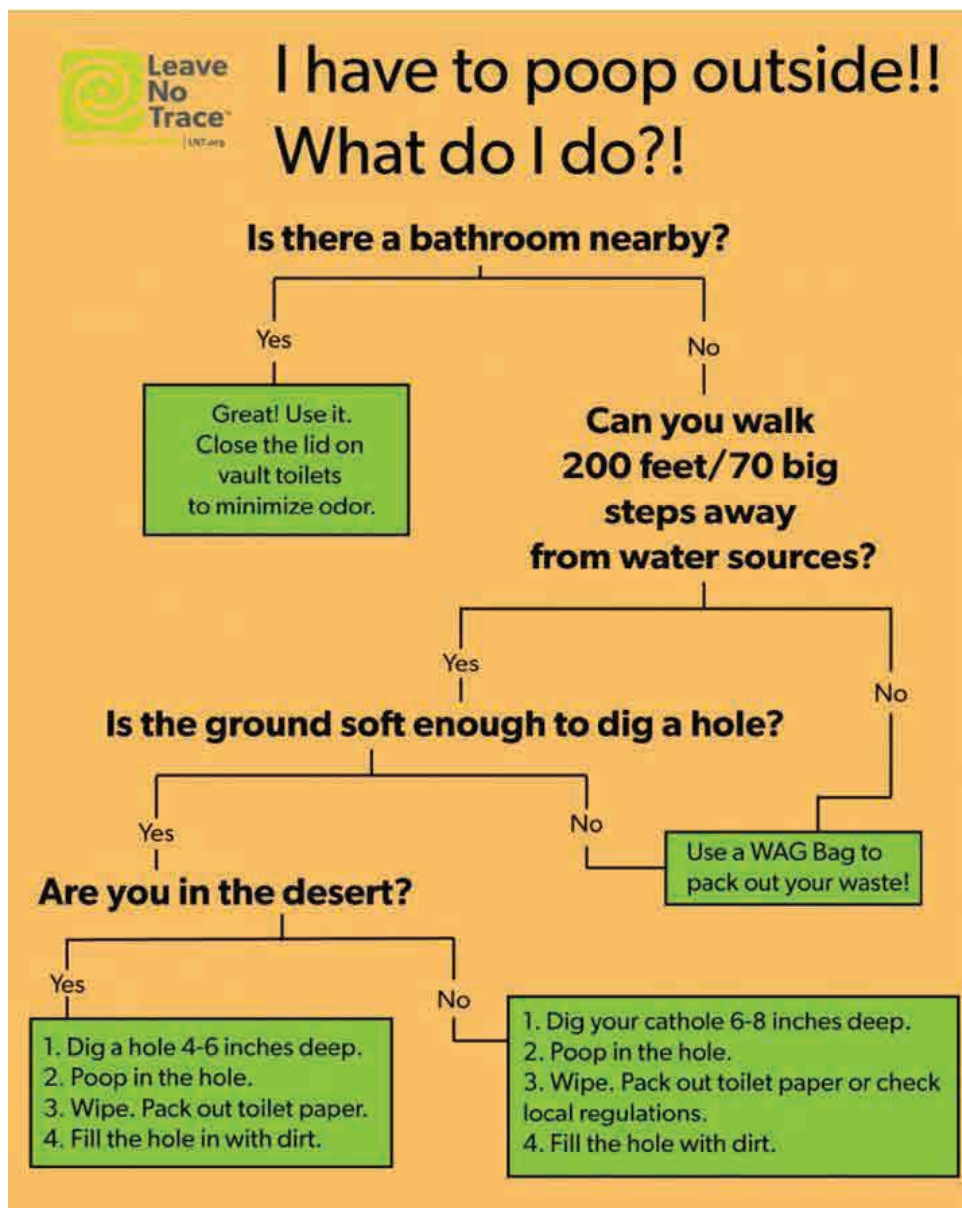 Leave
No
Trace™
| LNT.org
I have to poop outside!!
What do I do?!
Is there a bathroom nearby?
Yes
No
Great! Use it.
Close the lid on
vault toilets
to minimize odor.
Can you walk
200 feet/70 big
steps away
from water sources?
Yes
No
Is the ground soft enough to dig a hole?
Yes
No
Use a WAG Bag to
pack out your waste!
Are you in the desert?
Yes
No
1. Dig a hole 4-6 inches deep.
2. Poop in the hole.
3. Wipe. Pack out toilet paper.
4. Fill the hole in with dirt.
1. Dig your cathole 6-8 inches deep.
2. Poop in the hole.
3. Wipe. Pack out toilet paper or check
local regulations.
4. Fill the hole with dirt.